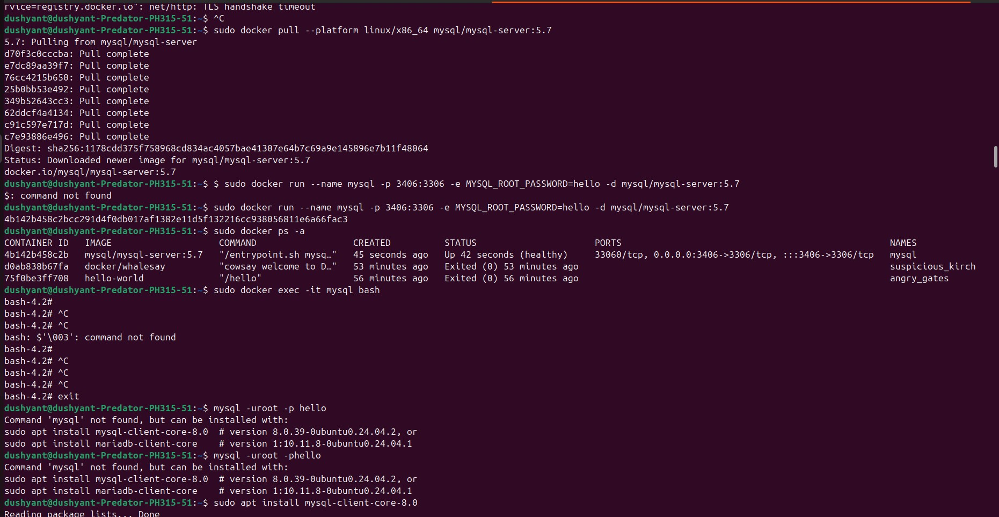 rvice=registry.docker.io": net/http: TLS handshake timeout
dushyant@dushyant-Predator-PH315-51:~$ ^C
dushyant@dushyant-Predator-PH315-51:~$ sudo docker pull --platform linux/x86_64 mysql/mysql-server:5.7
5.7: Pulling from mysql/mysql-server
d70f3c0cccba: Pull complete
e7dc89aa39f7: Pull complete
76cc4215b650: Pull complete
25b0bb53e492: Pull complete
349b52643cc3: Pull complete
62ddcf4a4134: Pull complete
c91c597e717d: Pull complete
c7e93886e496: Pull complete
Digest: sha256:1178cdd375f758968cd834ac4057bae41307e64b7c69a9e145896e7b11f48064
Status: Downloaded newer image for mysql/mysql-server:5.7
docker.io/mysql/mysql-server:5.7
dushyant@dushyant-Predator-PH315-51:~$ $ sudo docker run --name mysql -p 3406:3306 -e MYSQL_ROOT_PASSWORD=hello -d mysql/mysql-server:5.7
$: command not found
dushyant@dushyant-Predator-PH315-51:~$ sudo docker run --name mysql -p 3406:3306 -e MYSQL_ROOT_PASSWORD=hello -d mysql/mysql-server:5.7
4b142b458c2bcc291d4f0db017af1382e11d5f132216cc938056811e6a66fac3
dushyant@dushyant-Predator-PH315-51:~$ sudo docker ps -a
CONTAINER ID   IMAGE                    COMMAND                  CREATED          STATUS                      PORTS                                                  NAMES
4b142b458c2b   mysql/mysql-server:5.7   "/entrypoint.sh mysq…"   45 seconds ago   Up 42 seconds (healthy)     33060/tcp, 0.0.0.0:3406->3306/tcp, :::3406->3306/tcp   mysql
d0ab838b67fa   docker/whalesay          "cowsay welcome to D…"   53 minutes ago   Exited (0) 53 minutes ago                                                          suspicious_kirch
75f0be3ff708   hello-world              "/hello"                 56 minutes ago   Exited (0) 56 minutes ago                                                          angry_gates
dushyant@dushyant-Predator-PH315-51:~$ sudo docker exec -it mysql bash
bash-4.2#
bash-4.2# ^C
bash-4.2# ^C
bash: $'\003': command not found
bash-4.2#
bash-4.2# ^C
bash-4.2# ^C
bash-4.2# ^C
bash-4.2# exit
dushyant@dushyant-Predator-PH315-51:~$ mysql -uroot -p hello
Command 'mysql' not found, but can be installed with:
sudo apt install mysql-client-core-8.0  # version 8.0.39-0ubuntu0.24.04.2, or
sudo apt install mariadb-client-core    # version 1:10.11.8-0ubuntu0.24.04.1
dushyant@dushyant-Predator-PH315-51:~$ mysql -uroot -phello
Command 'mysql' not found, but can be installed with:
sudo apt install mysql-client-core-8.0  # version 8.0.39-0ubuntu0.24.04.2, or
sudo apt install mariadb-client-core    # version 1:10.11.8-0ubuntu0.24.04.1
dushyant@dushyant-Predator-PH315-51:~$ sudo apt install mysql-client-core-8.0
Reading package lists... Done